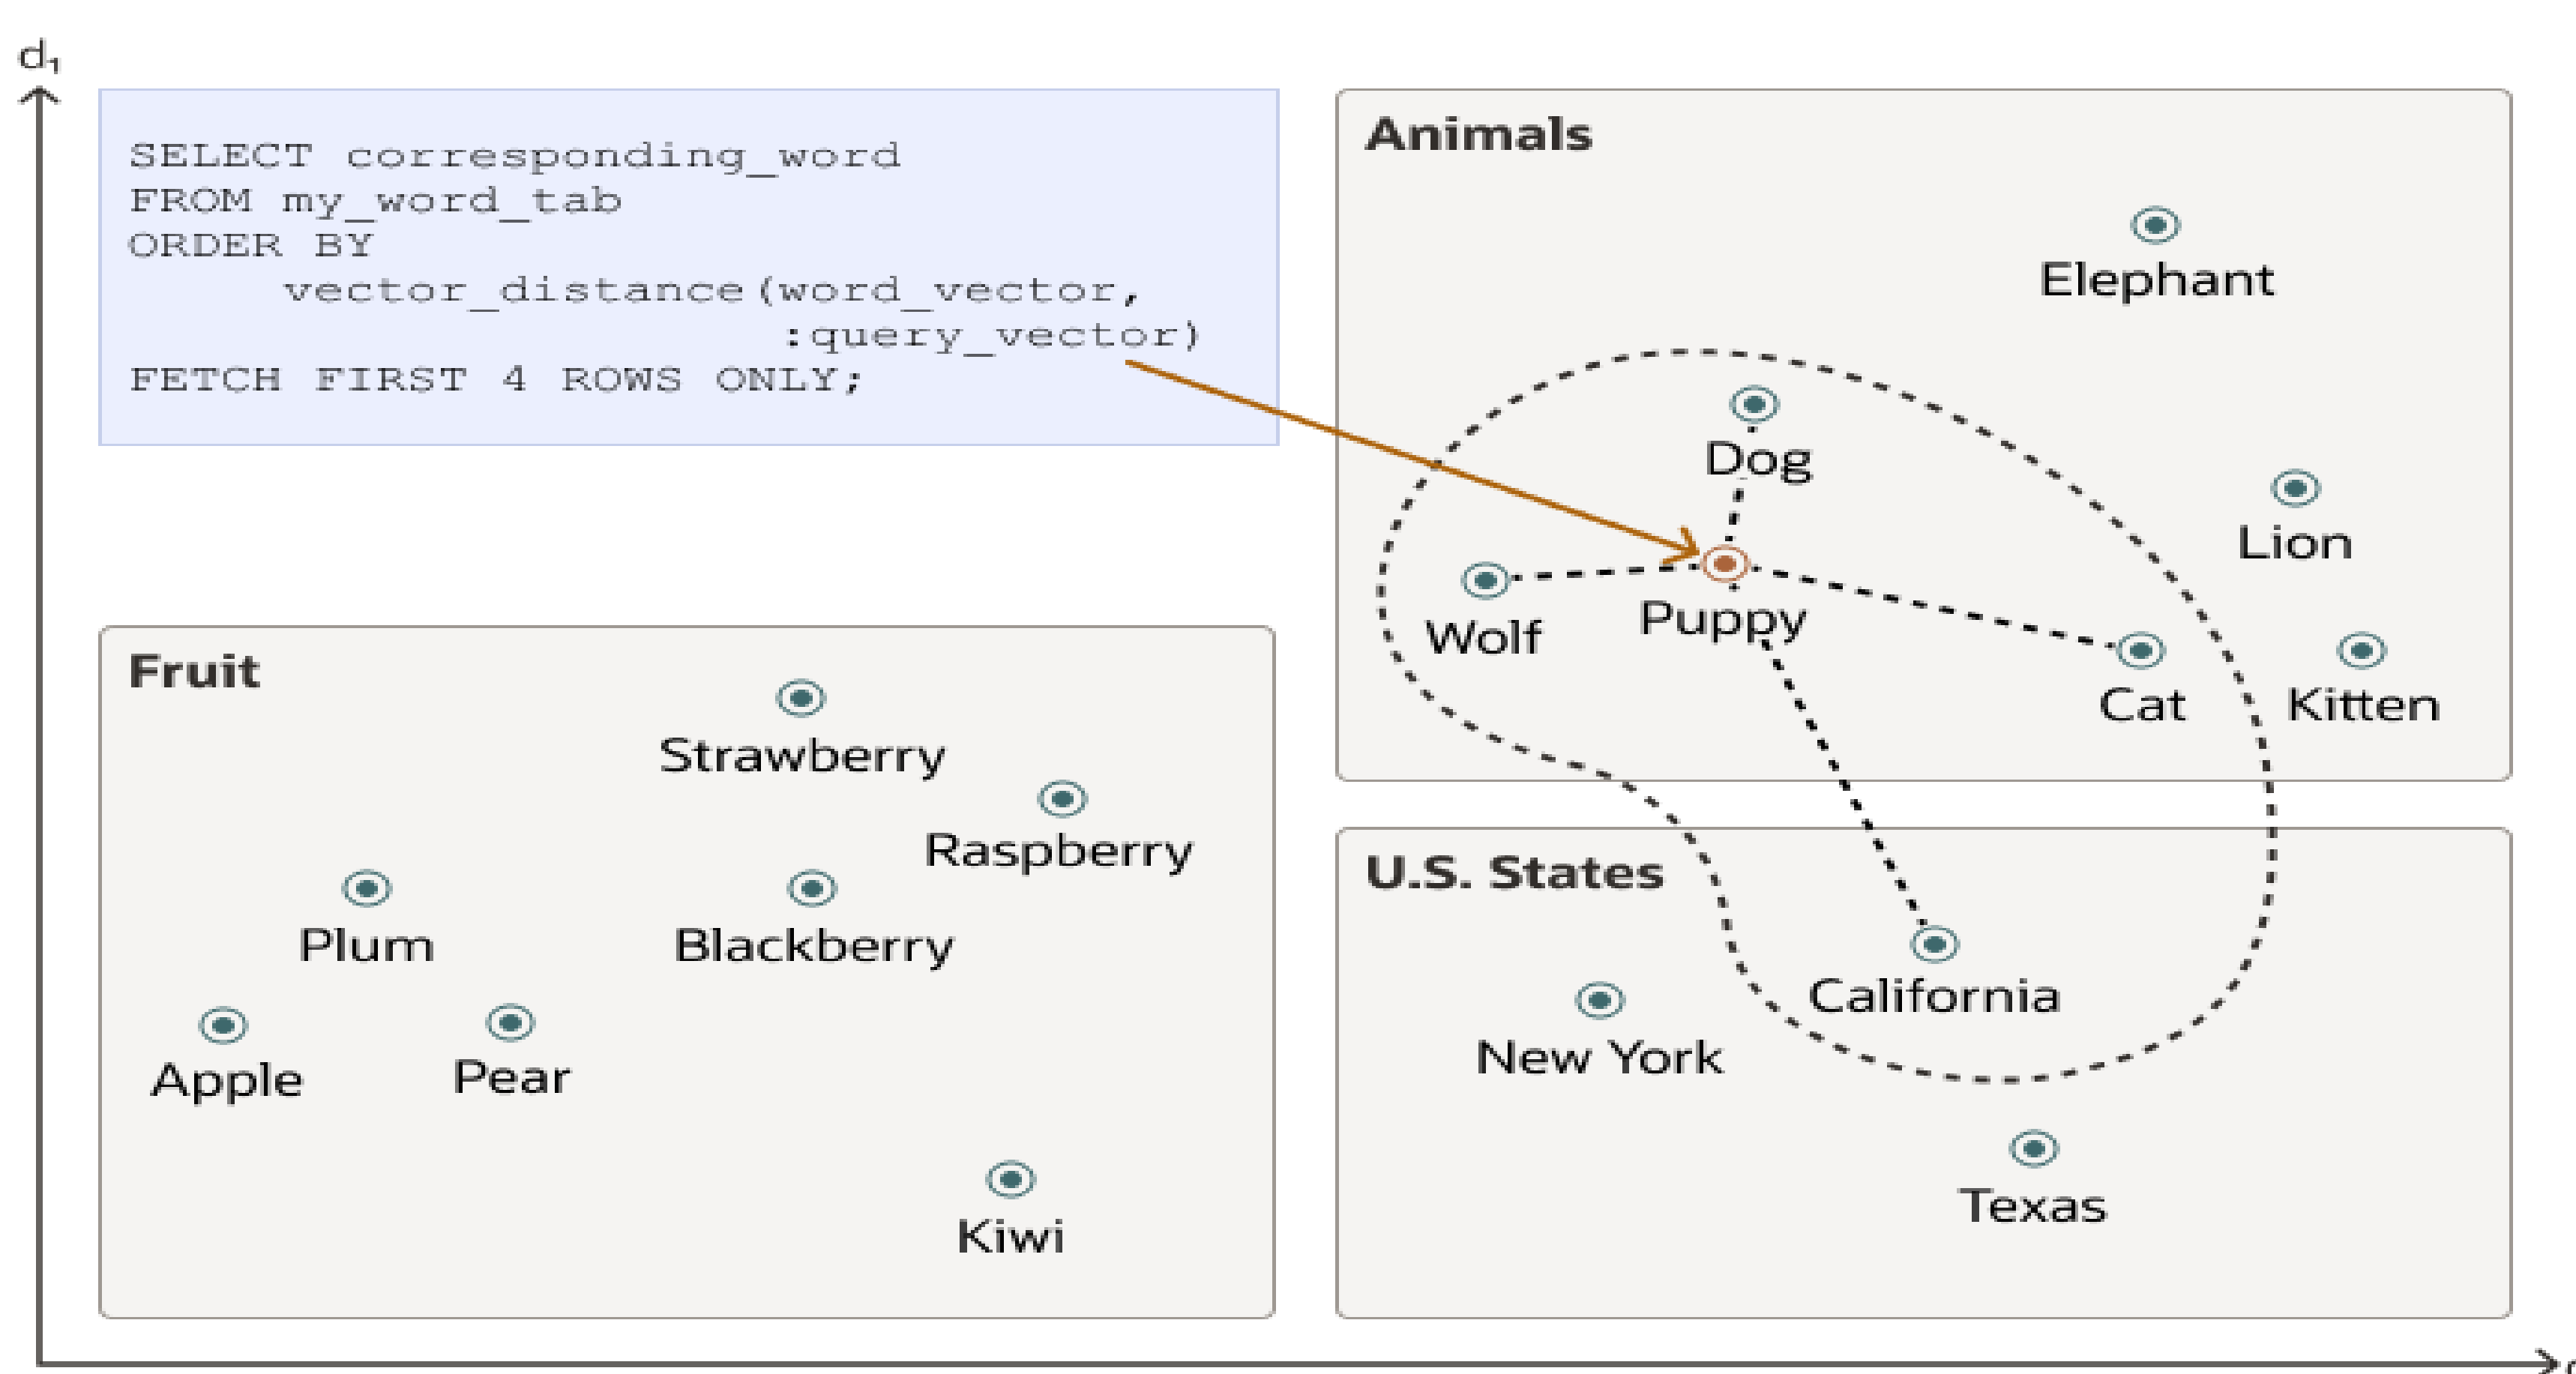 d₁
SELECT corresponding_word
FROM my_word_tab
ORDER BY
vector_distance(word_vector,
:query_vector)
FETCH FIRST 4 ROWS ONLY;
Animals
Elephant
Dog
Lion
Wolf
Puppy
Cat
Kitten
Fruit
Strawberry
Raspberry
Plum
Blackberry
Apple
Pear
Kiwi
U.S. States
California
New York
Texas